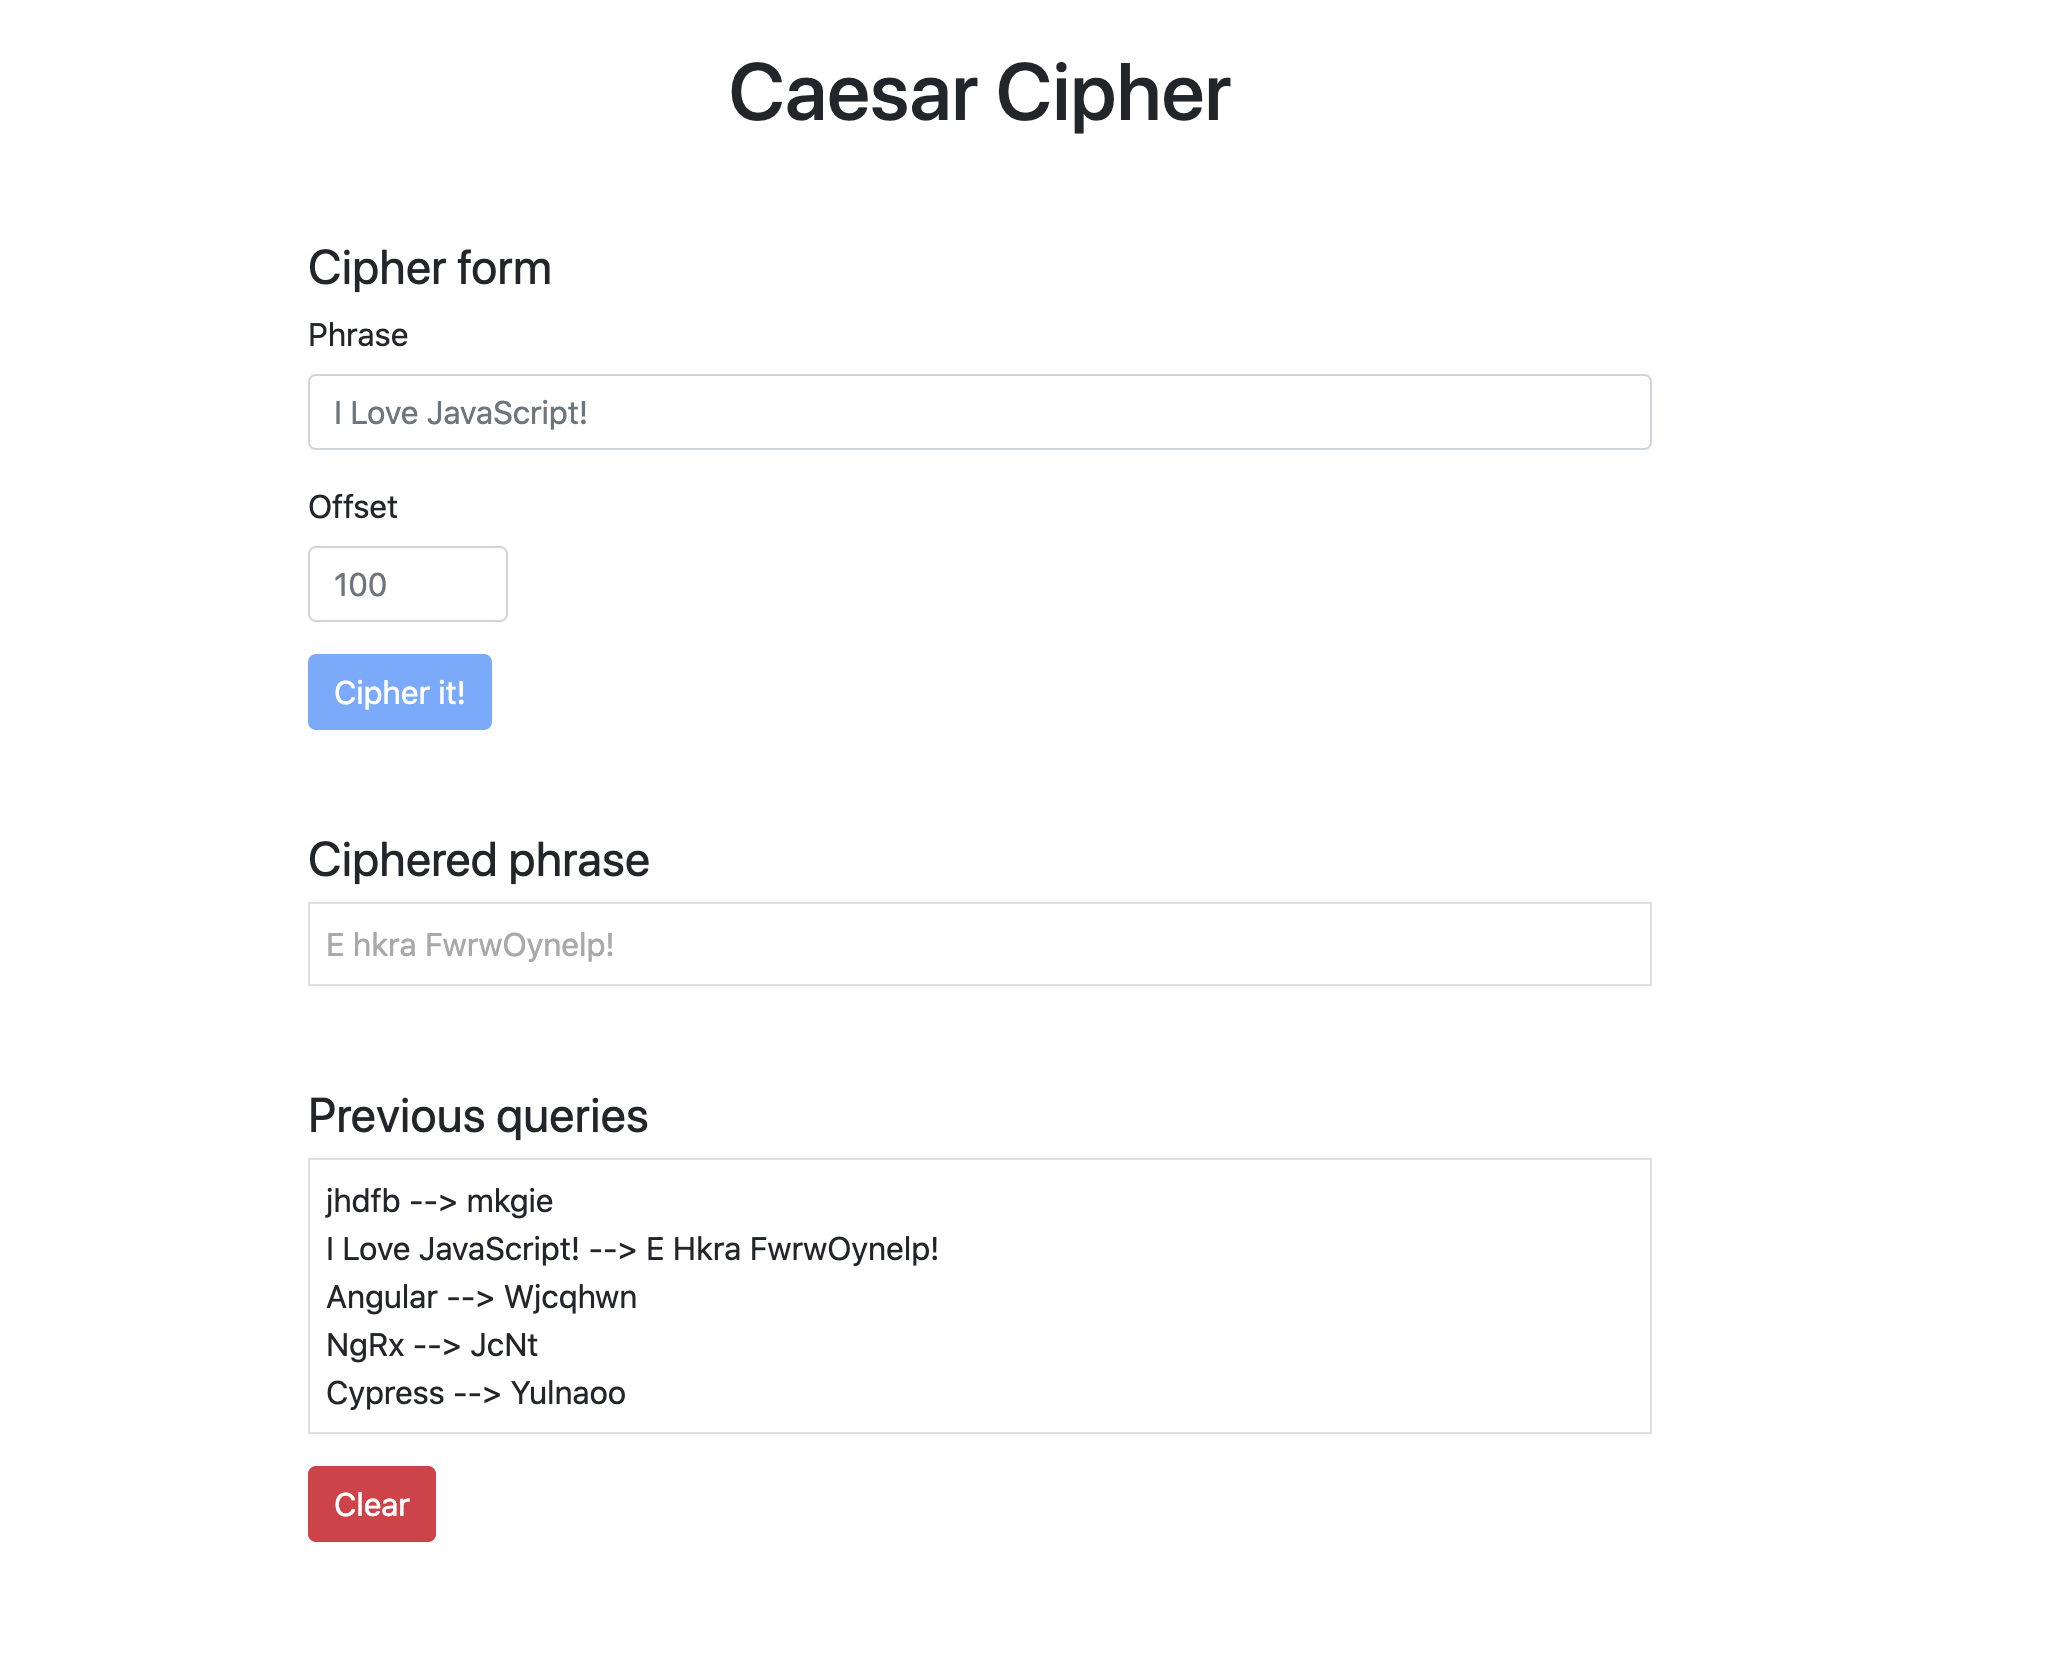 Caesar Cipher
Cipher form
Phrase
I Love JavaScript!
Offset
100
Cipher it!
Ciphered phrase
E hkra FwrwOynelp!
Previous queries
jhdfb --> mkgie
I Love JavaScript! --> E Hkra FwrwOynelp!
Angular --> Wjcqhwn
NgRx --> JcNt
Cypress --> Yulnaoo
Clear